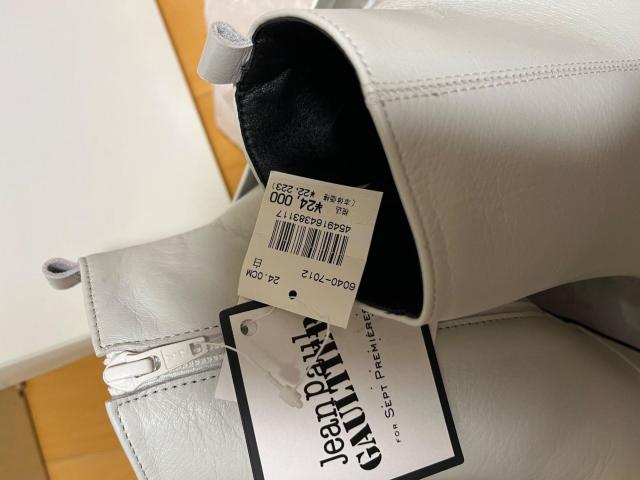 6040-7012
24.0CM
白
4549164383117
税込 ¥24,000
(本体価格 ¥22,223)
Jean Paul
GAULTIER
FOR SEPT PREMIÈRES